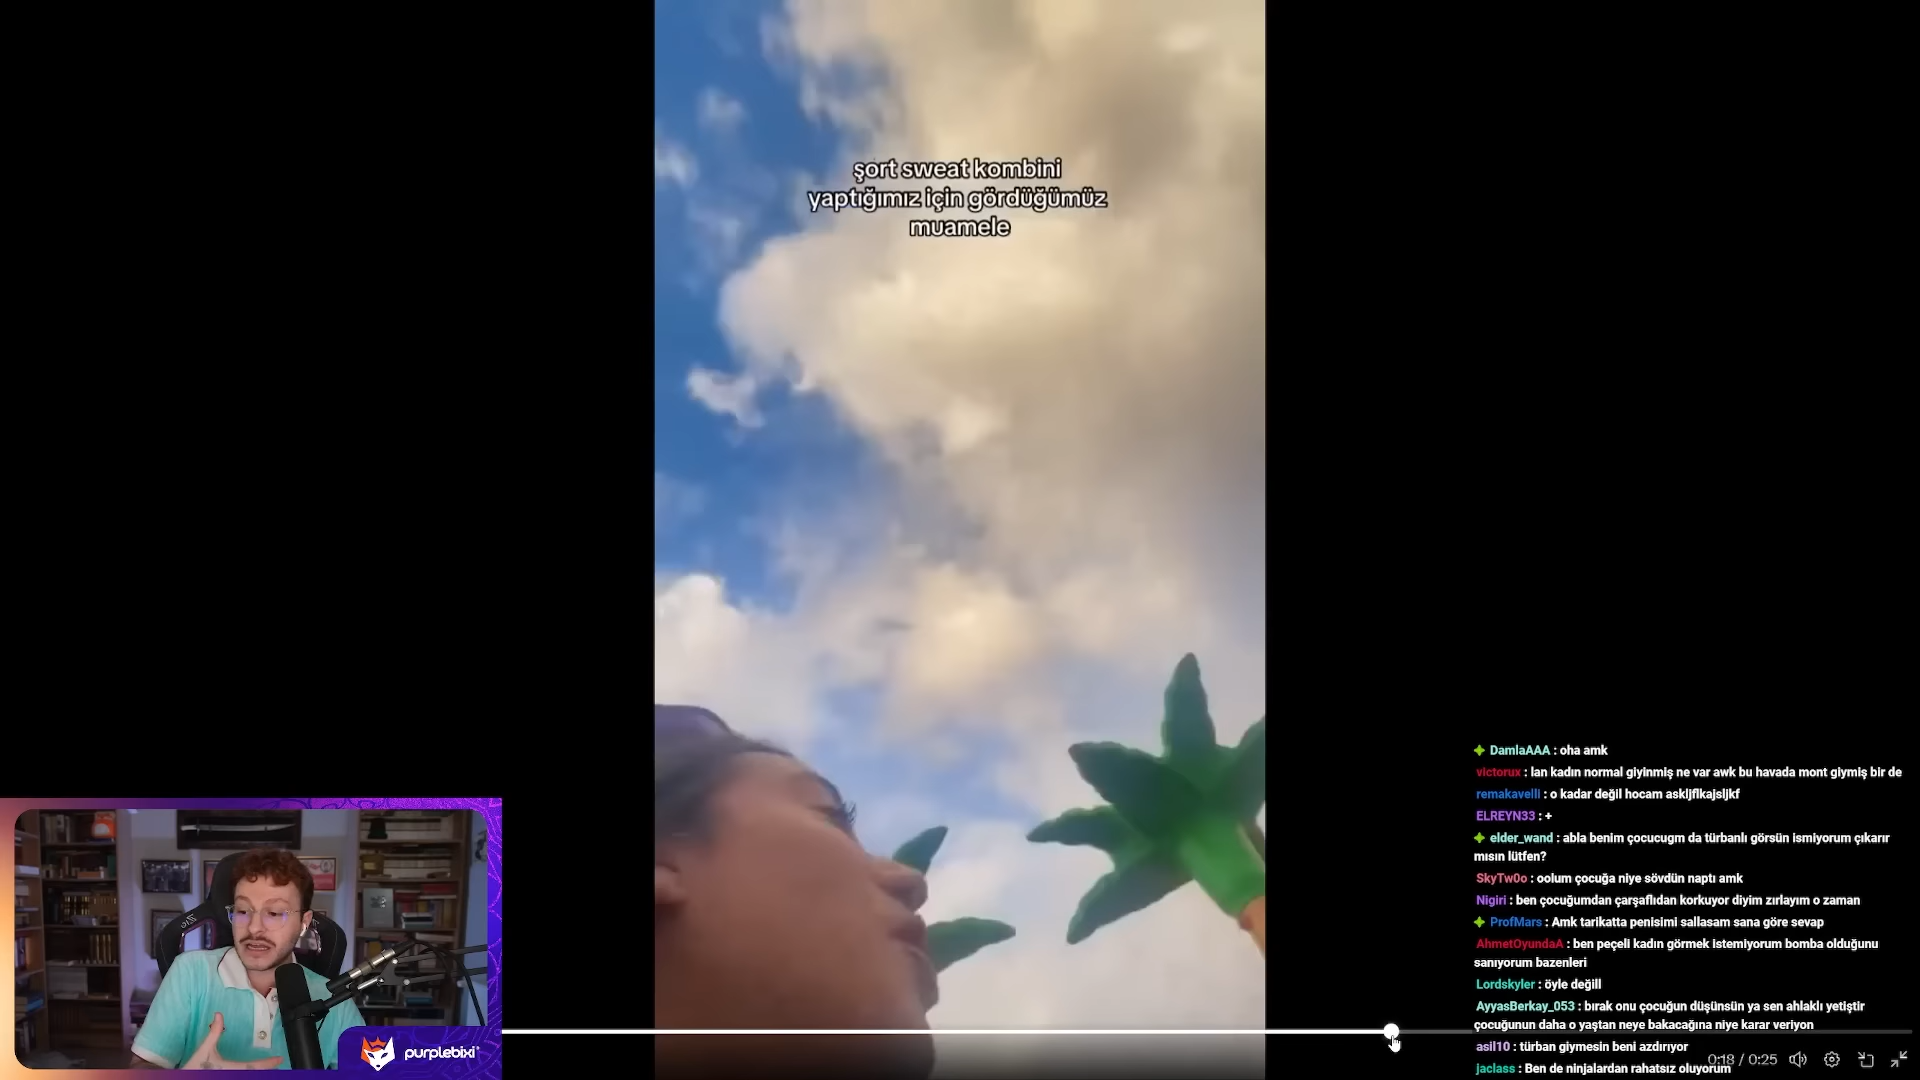 şort sweat kombini
yaptığımız için gördüğümüz
muamele
DamlaAAA : oha amk
victorux : lan kadın normal giyinmiş ne var awk bu havada mont giymiş bir de
remakavelli : o kadar değil hocam askljflkajsljkf
ELREYN33 : +
elder_wand : abla benim çocucugm da türbanlı görsün ismiyorum çıkarır
mısın lütfen?
SkyTw0o : oolum çocuğa niye sövdün naptı amk
Nigiri : ben çocuğumdan çarşaflıdan korkuyor diyim zırlayım o zaman
ProfMars : Amk tarikatta penisimi sallasam sana göre sevap
AhmetOyundaA : ben peçeli kadın görmek istemiyorum bomba olduğunu
sanıyorum bazenleri
Lordskyler : öyle değill
AyyasBerkay_053 : bırak onu çocuğun düşünsün ya sen ahlaklı yetiştir
çocuğunun daha o yaştan neye bakacağına niye karar veriyon
asil10 : türban giymesin beni azdırıyor
jaclass : Ben de ninjalardan rahatsız oluyorum
0:18 / 0:25
purplebixi